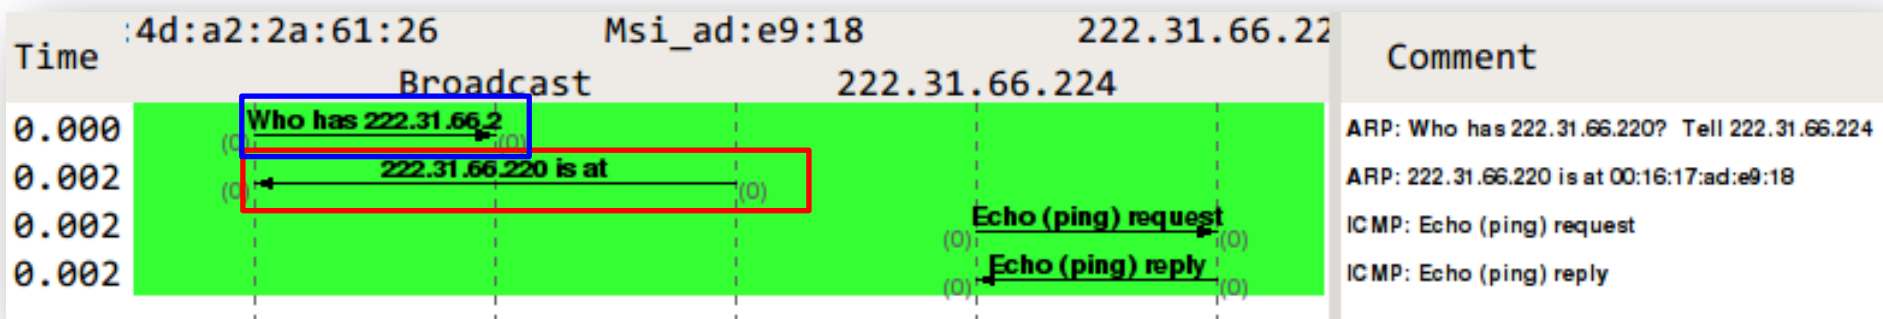 :4d:a2:2a:61:26 Msi_ad:e9:18 222.31.66.22
Time Comment
Broadcast 222.31.66.224
0.000 Who has 222.31.66.2 ARP: Who has 222.31.66.220? Tell 222.31.66.224
(0) (0)
0.002 222.31.66.220 is at ARP: 222.31.66.220 is at 00:16:17:ad:e9:18
(0) (0)
0.002 Echo (ping) request ICMP: Echo (ping) request
(0) (0)
0.002 Echo (ping) reply ICMP: Echo (ping) reply
(0) (0)